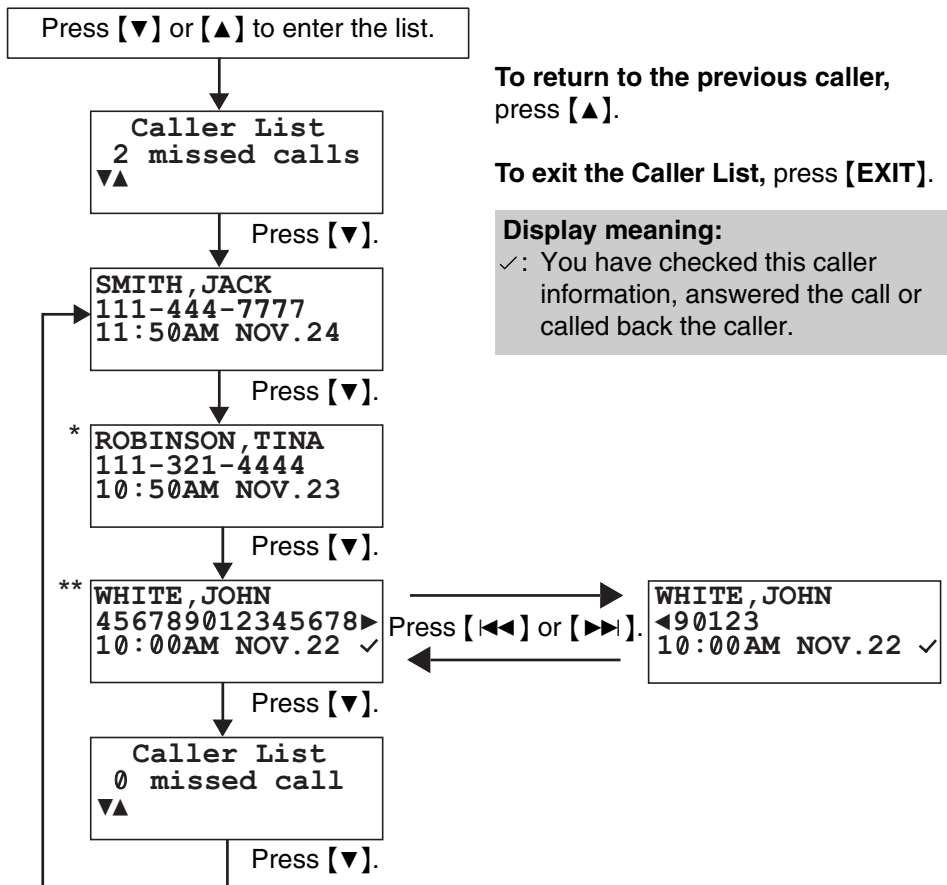 Press【▼】or【▲】to enter the list.
Caller List
2 missed calls
▼▲
Press【▼】.
SMITH,JACK
111-444-7777
11:50AM NOV.24
Press【▼】.
* ROBINSON,TINA
111-321-4444
10:50AM NOV.23
Press【▼】.
** WHITE,JOHN
456789012345678▶
10:00AM NOV.22 ✓
Press【⏮】or【⏭】.
WHITE,JOHN
◀90123
10:00AM NOV.22 ✓
Press【▼】.
Caller List
0 missed call
▼▲
Press【▼】.
To return to the previous caller,
press【▲】.
To exit the Caller List, press【EXIT】.
Display meaning:
✓: You have checked this caller
information, answered the call or
called back the caller.